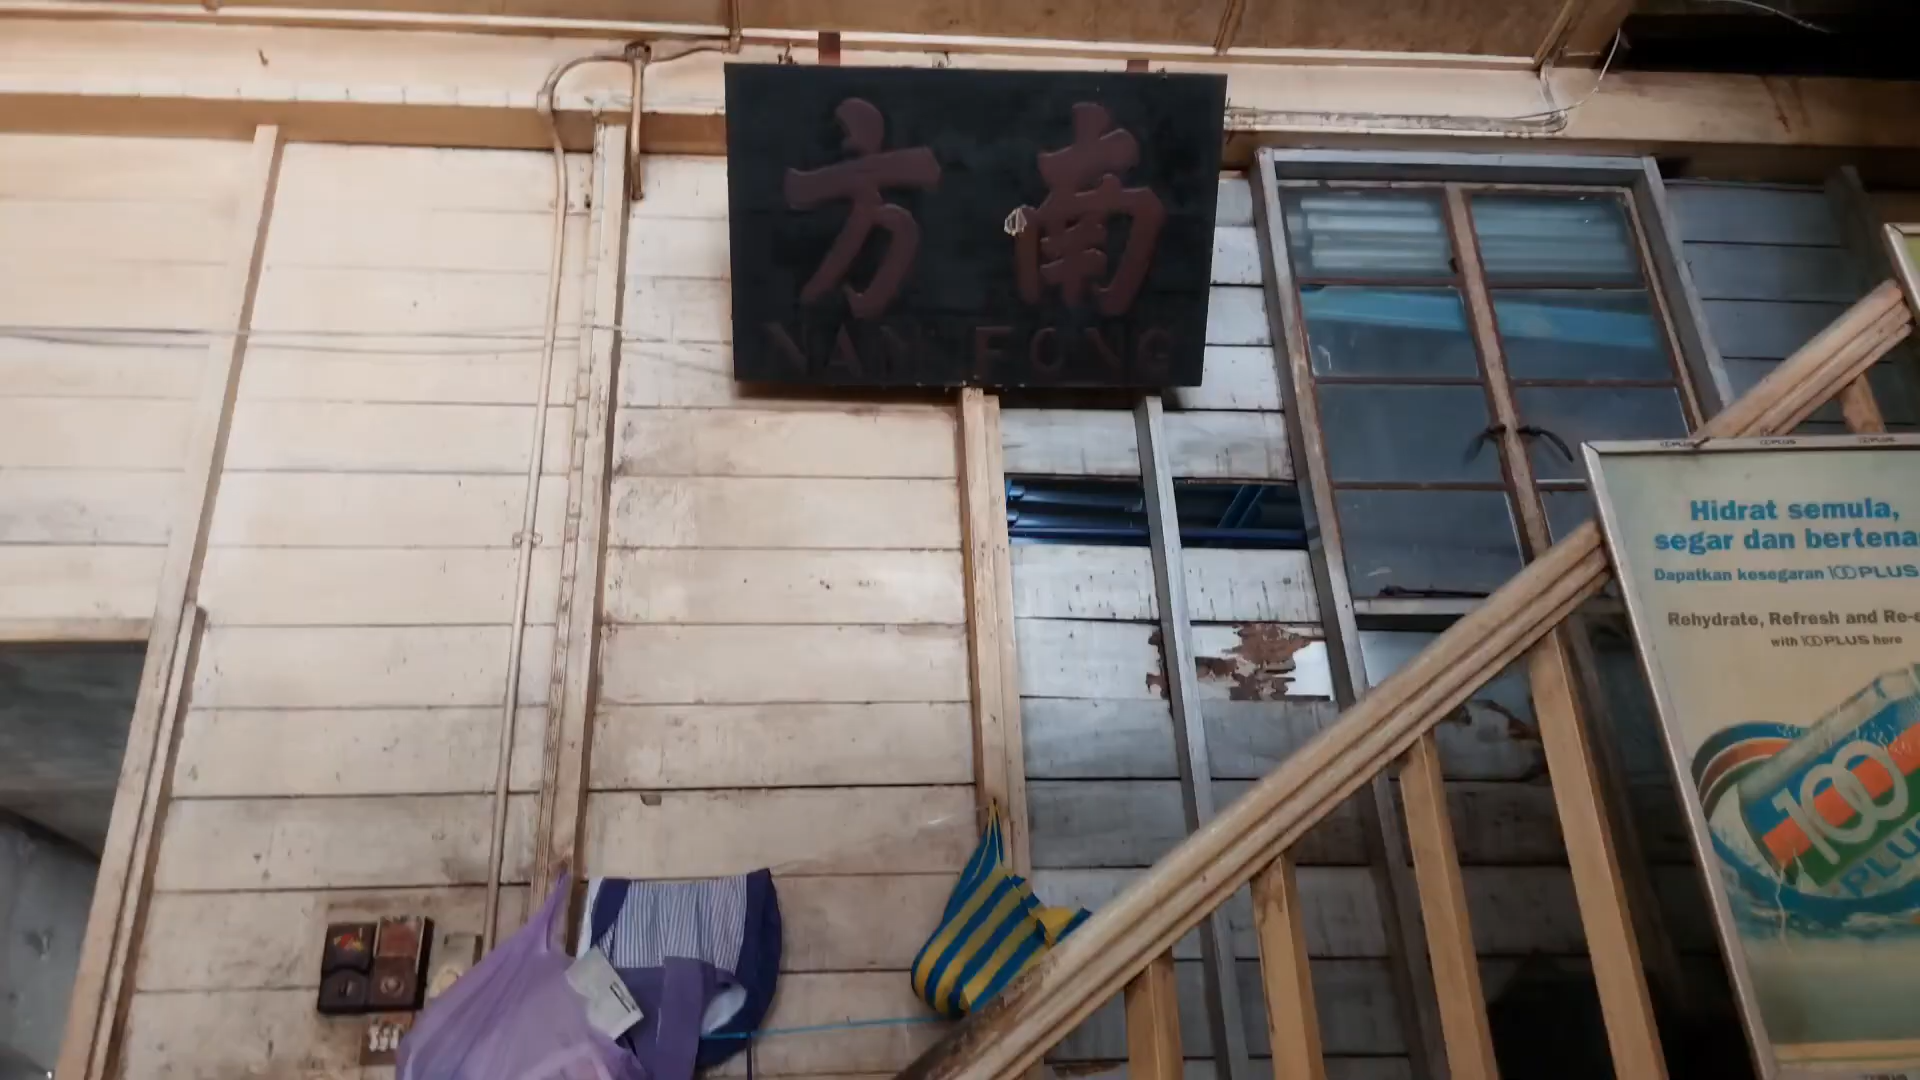 方 南
NAM FONG
Hidrat semula,
segar dan bertena
Dapatkan kesegaran 100PLUS
Rehydrate, Refresh and Re-
with 100PLUS here
100
PLUS